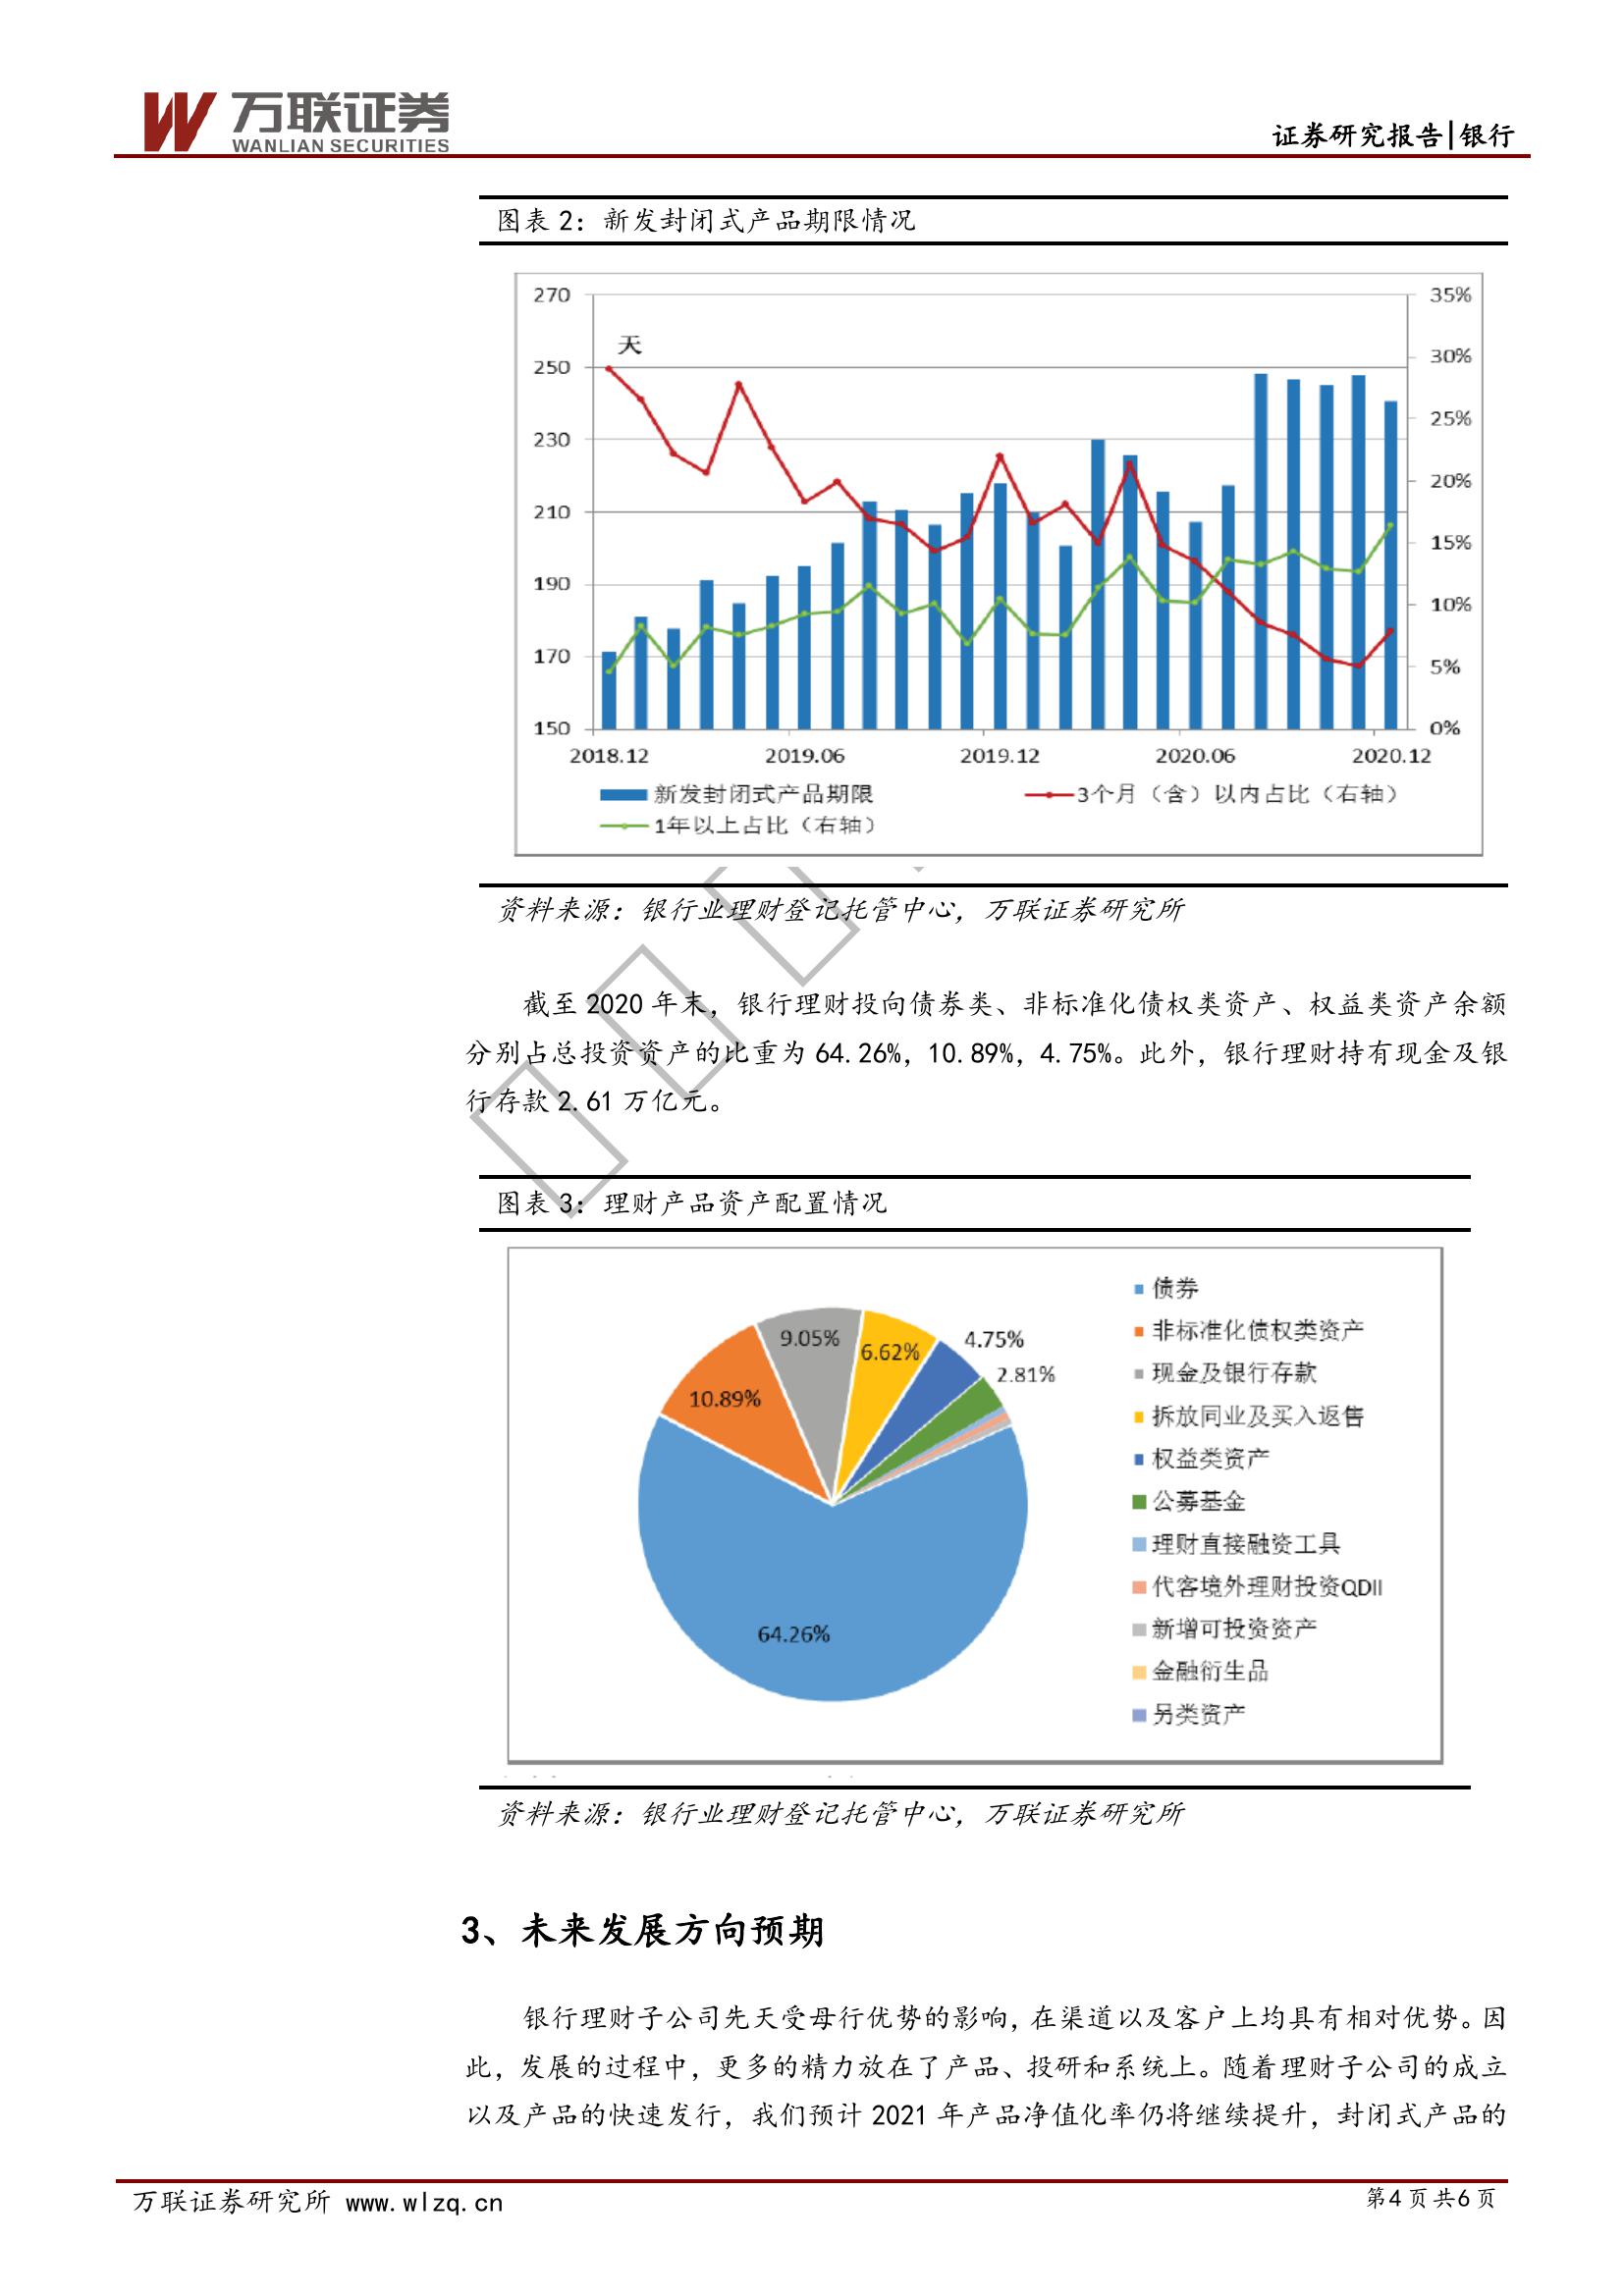 万联证券
WANLIAN SECURITIES
证券研究报告|银行
图表 2：新发封闭式产品期限情况
270
250
230
210
190
170
150
天
35%
30%
25%
20%
15%
10%
5%
0%
2018.12 2019.06 2019.12 2020.06 2020.12
新发封闭式产品期限 3个月（含）以内占比（右轴）
1年以上占比（右轴）
资料来源：银行业理财登记托管中心，万联证券研究所
截至 2020 年末，银行理财投向债券类、非标准化债权类资产、权益类资产余额
分别占总投资资产的比重为 64.26%，10.89%，4.75%。此外，银行理财持有现金及银
行存款 2.61 万亿元。
图表 3：理财产品资产配置情况
9.05%
6.62%
4.75%
2.81%
10.89%
64.26%
债券
非标准化债权类资产
现金及银行存款
拆放同业及买入返售
权益类资产
公募基金
理财直接融资工具
代客境外理财投资QDII
新增可投资资产
金融衍生品
另类资产
资料来源：银行业理财登记托管中心，万联证券研究所
3、未来发展方向预期
银行理财子公司先天受母行优势的影响，在渠道以及客户上均具有相对优势。因
此，发展的过程中，更多的精力放在了产品、投研和系统上。随着理财子公司的成立
以及产品的快速发行，我们预计 2021 年产品净值化率仍将继续提升，封闭式产品的
万联证券研究所 www.wlzq.cn
第 4 页 共 6 页